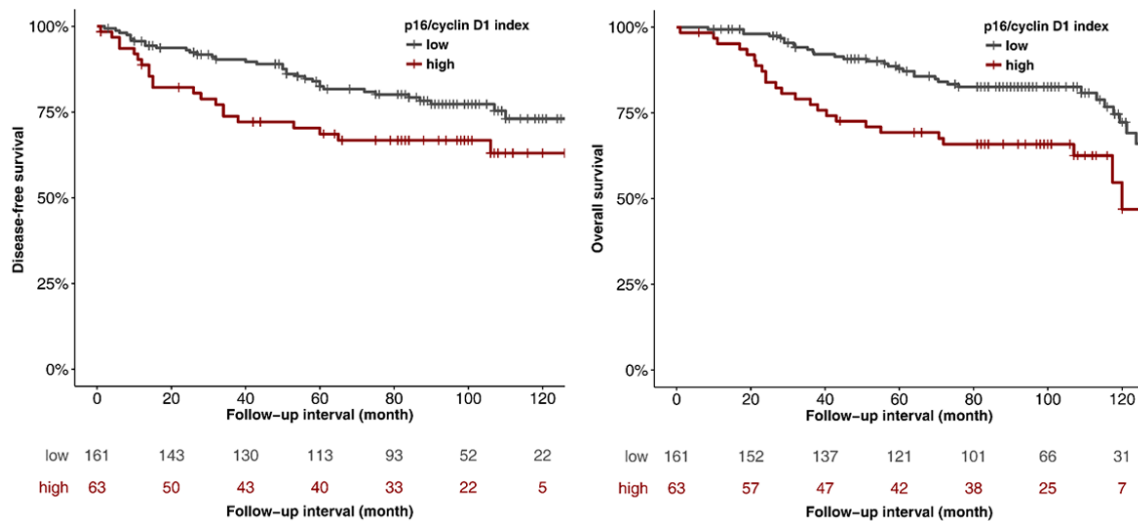 p16/cyclin D1 index
low
high
100%
75%
50%
25%
0%
Disease-free survival
0 20 40 60 80 100 120
Follow-up interval (month)
low 161 143 130 113 93 52 22
high 63 50 43 40 33 22 5
Follow-up interval (month)
p16/cyclin D1 index
low
high
100%
75%
50%
25%
0%
Overall survival
0 20 40 60 80 100 120
Follow-up interval (month)
low 161 152 137 121 101 66 31
high 63 57 47 42 38 25 7
Follow-up interval (month)